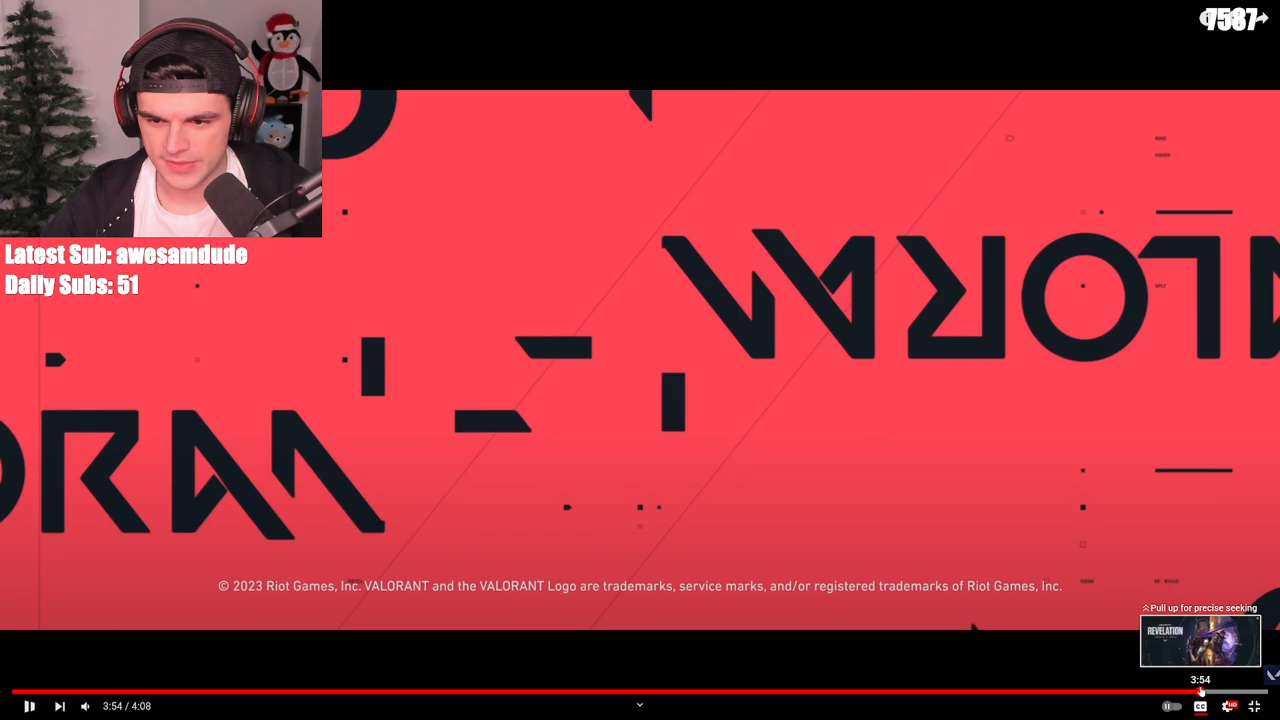 7587
Latest Sub: awesamdude
Daily Subs: 51
© 2023 Riot Games, Inc. VALORANT and the VALORANT Logo are trademarks, service marks, and/or registered trademarks of Riot Games, Inc.
Pull up for precise seeking
REVELATION
3:54
3:54 / 4:08
CC
HD